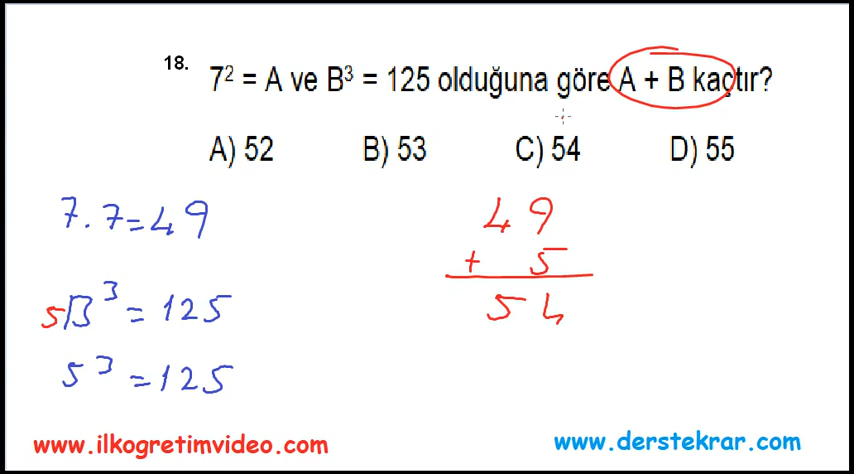 18. 7² = A ve B³ = 125 olduğuna göre A + B kaçtır?
A) 52 B) 53 C) 54 D) 55
7.7=49
5B³ = 125
5³ = 125
49
+ 5
54
www.ilkogretimvideo.com
www.derstekrar.com